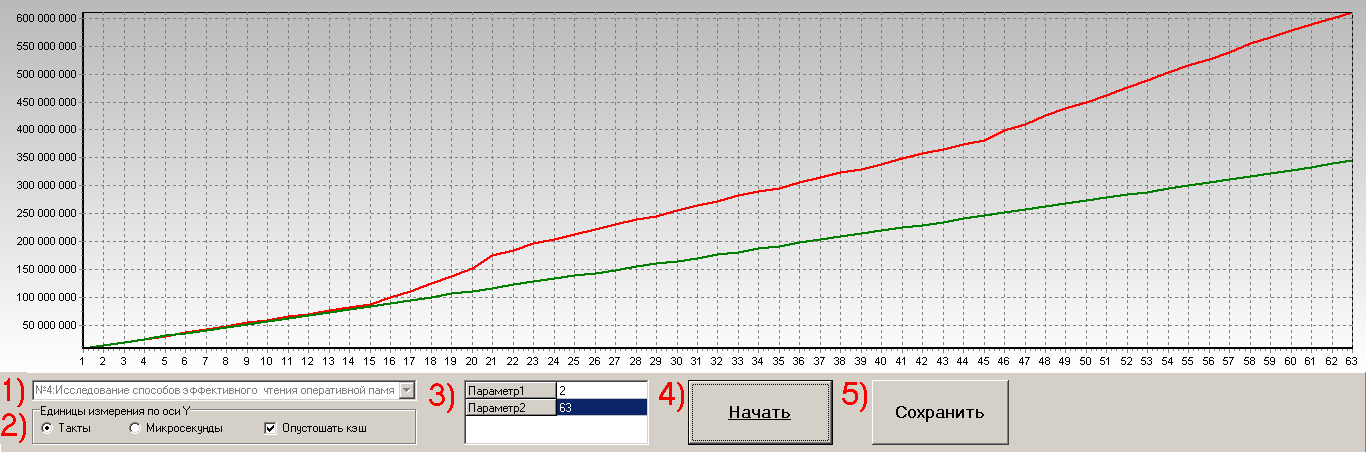 600 000 000
550 000 000
500 000 000
450 000 000
400 000 000
350 000 000
300 000 000
250 000 000
200 000 000
150 000 000
100 000 000
50 000 000
1 2 3 4 5 6 7 8 9 10 11 12 13 14 15 16 17 18 19 20 21 22 23 24 25 26 27 28 29 30 31 32 33 34 35 36 37 38 39 40 41 42 43 44 45 46 47 48 49 50 51 52 53 54 55 56 57 58 59 60 61 62 63
1) №4:Исследование способов эффективного чтения оперативной памя
2) Единицы измерения по оси Y
Такты Микросекунды Опустошать кэш
3) Параметр1 2
Параметр2 63
4) Начать
5) Сохранить